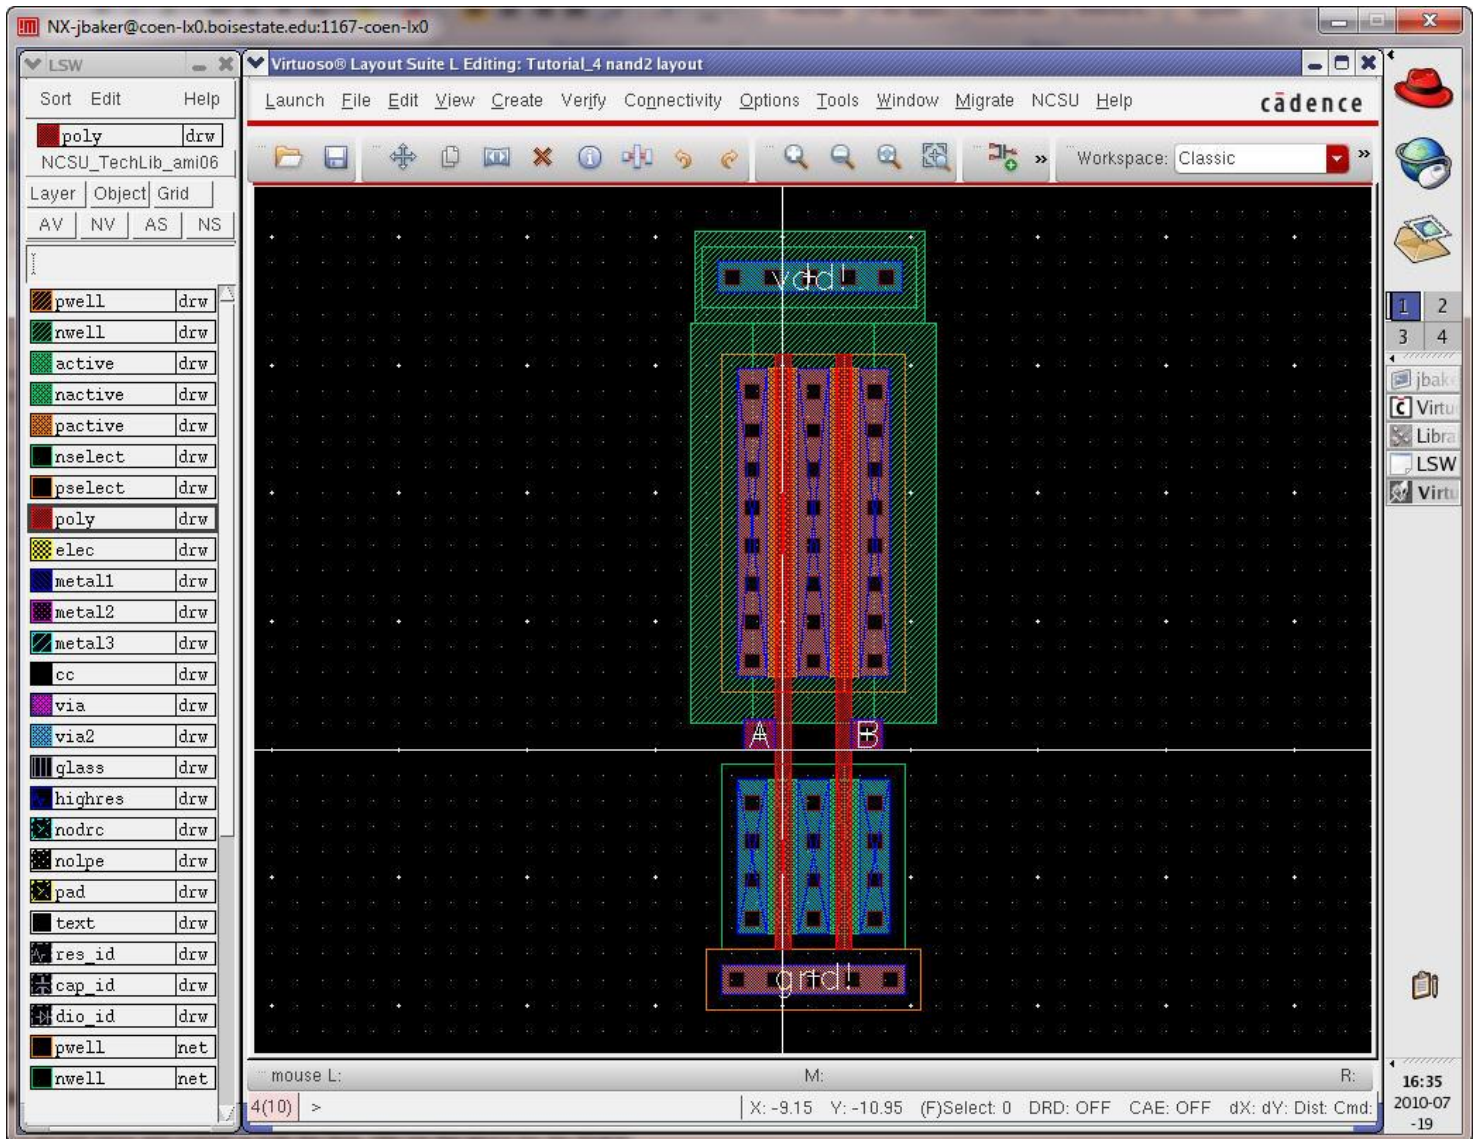 NX-jbaker@coen-lx0.boisestate.edu:1167-coen-lx0
LSW
Sort Edit Help
poly drw
NCSU_TechLib_ami06
Layer Object Grid
AV NV AS NS
pwell drw
nwell drw
active drw
nactive drw
pactive drw
nselect drw
pselect drw
poly drw
elec drw
metal1 drw
metal2 drw
metal3 drw
cc drw
via drw
via2 drw
glass drw
highres drw
nodrc drw
nolpe drw
pad drw
text drw
res_id drw
cap_id drw
dio_id drw
pwell net
nwell net
Virtuoso® Layout Suite L Editing: Tutorial_4 nand2 layout
Launch File Edit View Create Verify Connectivity Options Tools Window Migrate NCSU Help
cādence
» Workspace: Classic »
vdd!
A B
gnd!
mouse L: M: R:
4(10) > X: -9.15 Y: -10.95 (F)Select: 0 DRD: OFF CAE: OFF dX: dY: Dist: Cmd:
1 2
3 4
jbake
Virtu
Libra
LSW
Virtu
16:35
2010-07
-19